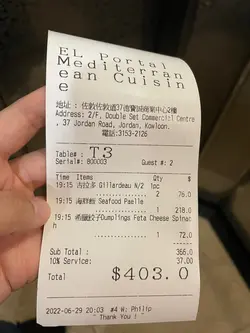 EL Portal
Mediterran
ean Cuisin
e
地址: 佐敦佐敦道37德寶城商業中心2樓
Address: 2/F, Double Set Commercial Centre
, 37 Jordan Road, Jordan, Kowloon.
電話:3153-2126
Table#: T3
Serial#: 800003 Guest #: 2
Time Items
19:15 吉拉多 Gillardeau N/2 1pc
2 76.0
19:15 海鮮飯 Seafood Paella
1 218.0
19:15 希臘餃子Dumplings Feta Cheese Spinac
h
1 72.0
Sub Total : 366.0
10% Service: 37.00
Total $403.0
2022-06-29 20:03 #4 W: Philip
Thank You !